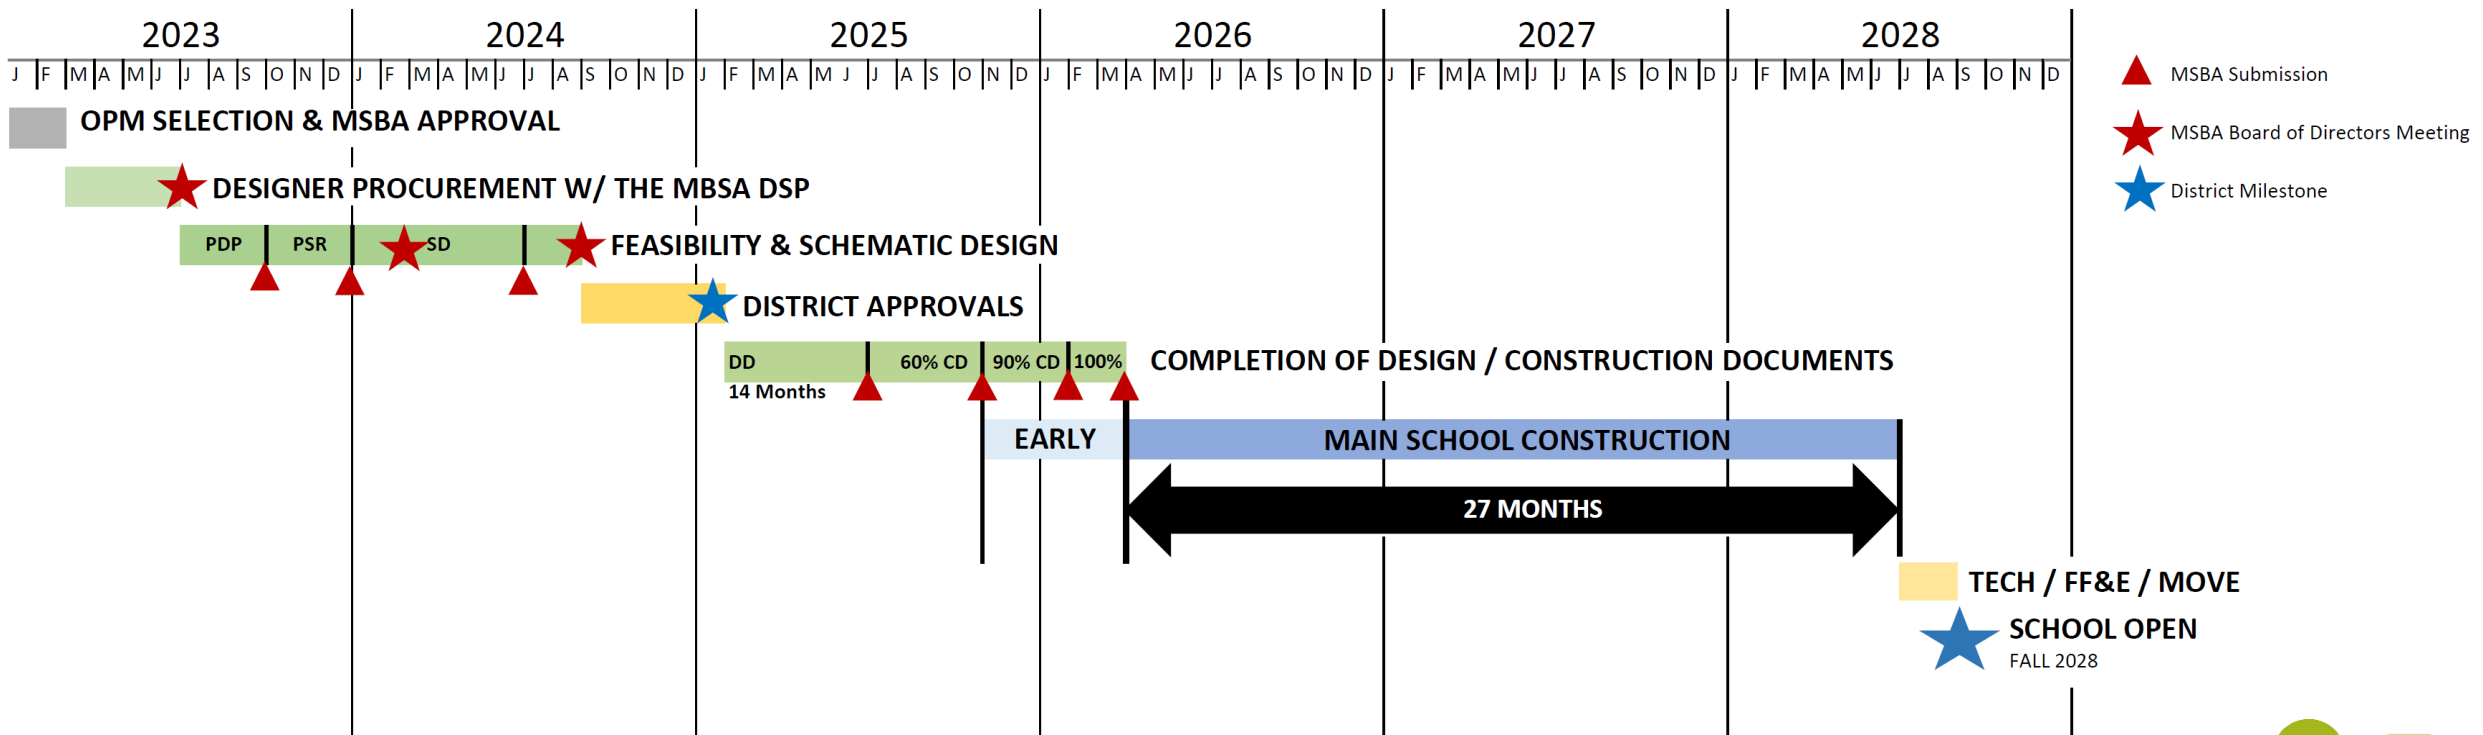 2023 2024 2025 2026 2027 2028
J F M A M J J A S O N D J F M A M J J A S O N D J F M A M J J A S O N D J F M A M J J A S O N D J F M A M J J A S O N D J F M A M J J A S O N D
MSBA Submission
MSBA Board of Directors Meeting
District Milestone
OPM SELECTION & MSBA APPROVAL
DESIGNER PROCUREMENT W/ THE MBSA DSP
PDP PSR SD FEASIBILITY & SCHEMATIC DESIGN
DISTRICT APPROVALS
DD 60% CD 90% CD 100% COMPLETION OF DESIGN / CONSTRUCTION DOCUMENTS
14 Months
EARLY MAIN SCHOOL CONSTRUCTION
27 MONTHS
TECH / FF&E / MOVE
SCHOOL OPEN
FALL 2028